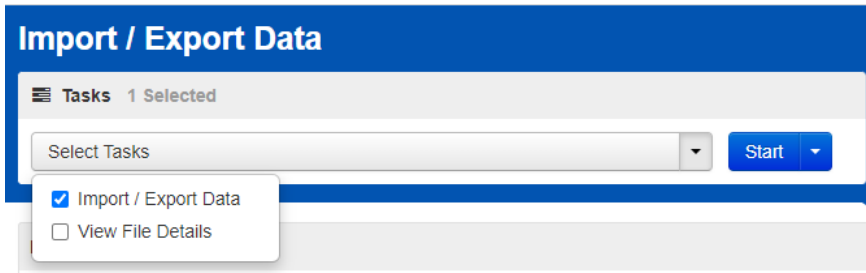 Import / Export Data
Tasks 1 Selected
Select Tasks
Start
Import / Export Data
View File Details